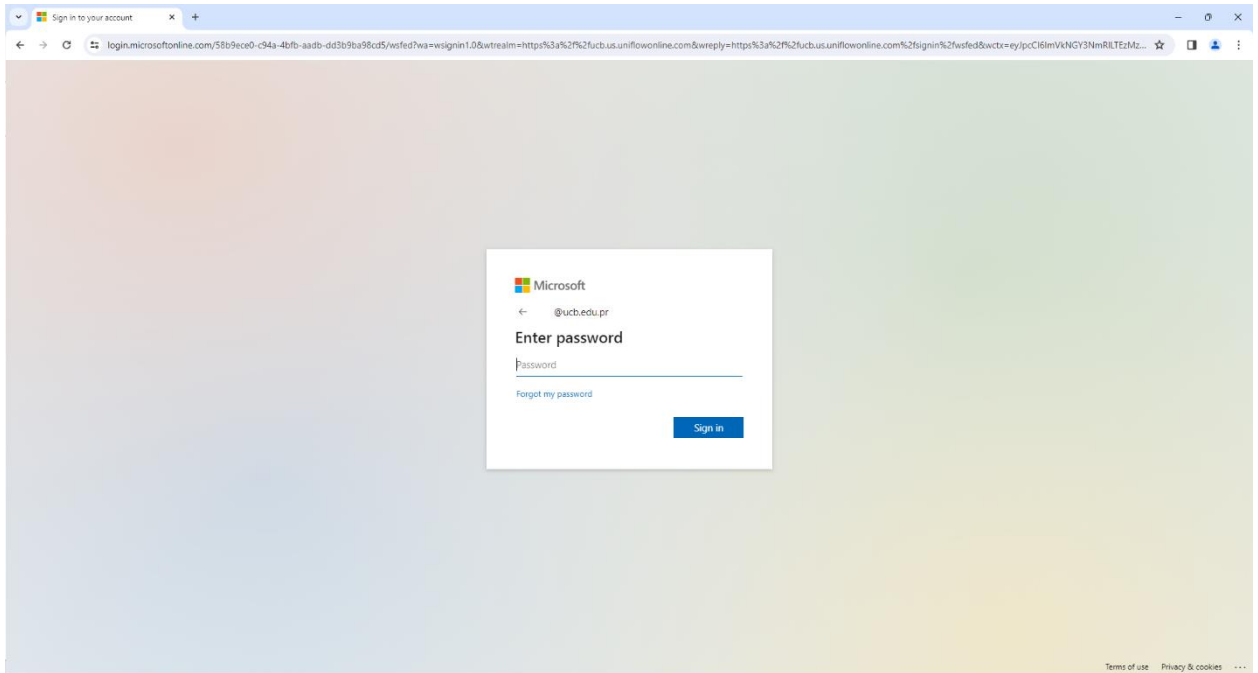 Sign in to your account
login.microsoftonline.com/58b9ece0-c94a-4bfb-aadb-dd3b9ba98cd5/wsfed?wa=wsignin1.0&wtrealm=https%3a%2f%2fucb.us.uniflowonline.com&wreply=https%3a%2f%2fucb.us.uniflowonline.com%2fsignin%2fwsfed&wctx=eyJpcCI6ImVkNGY3NmRlLTEzMz...
Microsoft
@ucb.edu.pr
Enter password
Password
Forgot my password
Sign in
Terms of use Privacy & cookies ...